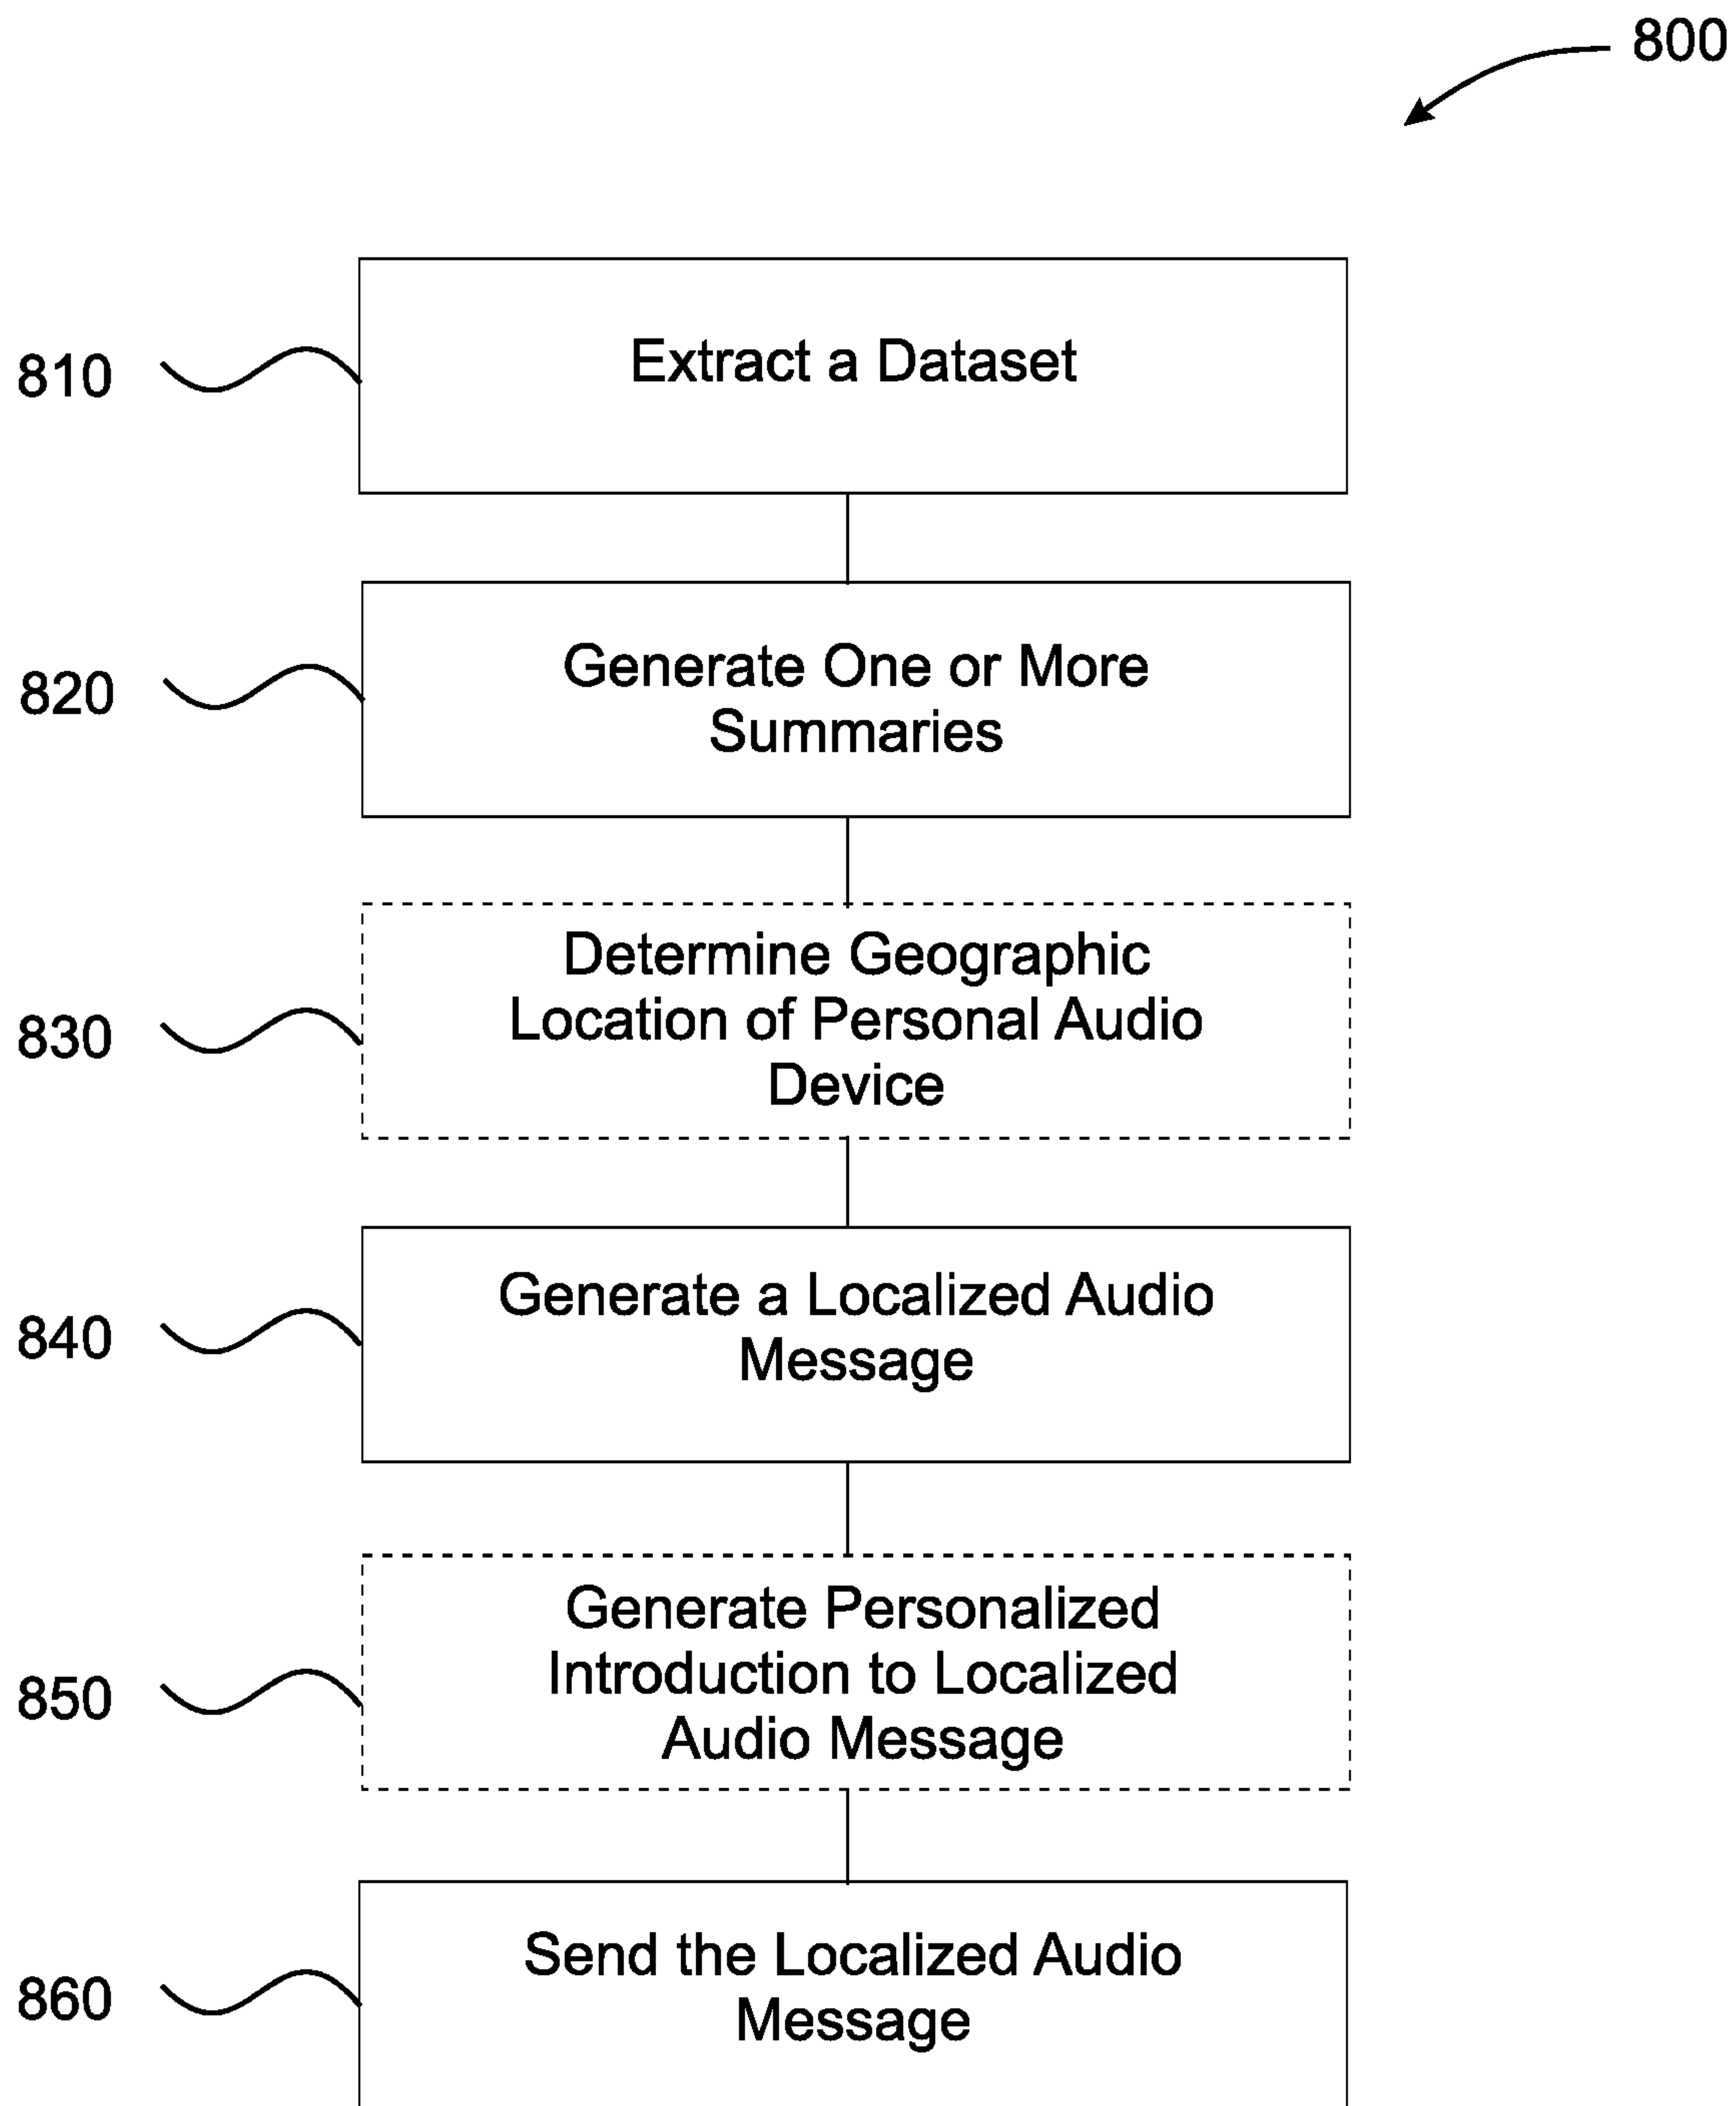 800
810
Extract a Dataset
820
Generate One or More
Summaries
830
Determine Geographic
Location of Personal Audio
Device
840
Generate a Localized Audio
Message
850
Generate Personalized
Introduction to Localized
Audio Message
860
Send the Localized Audio
Message